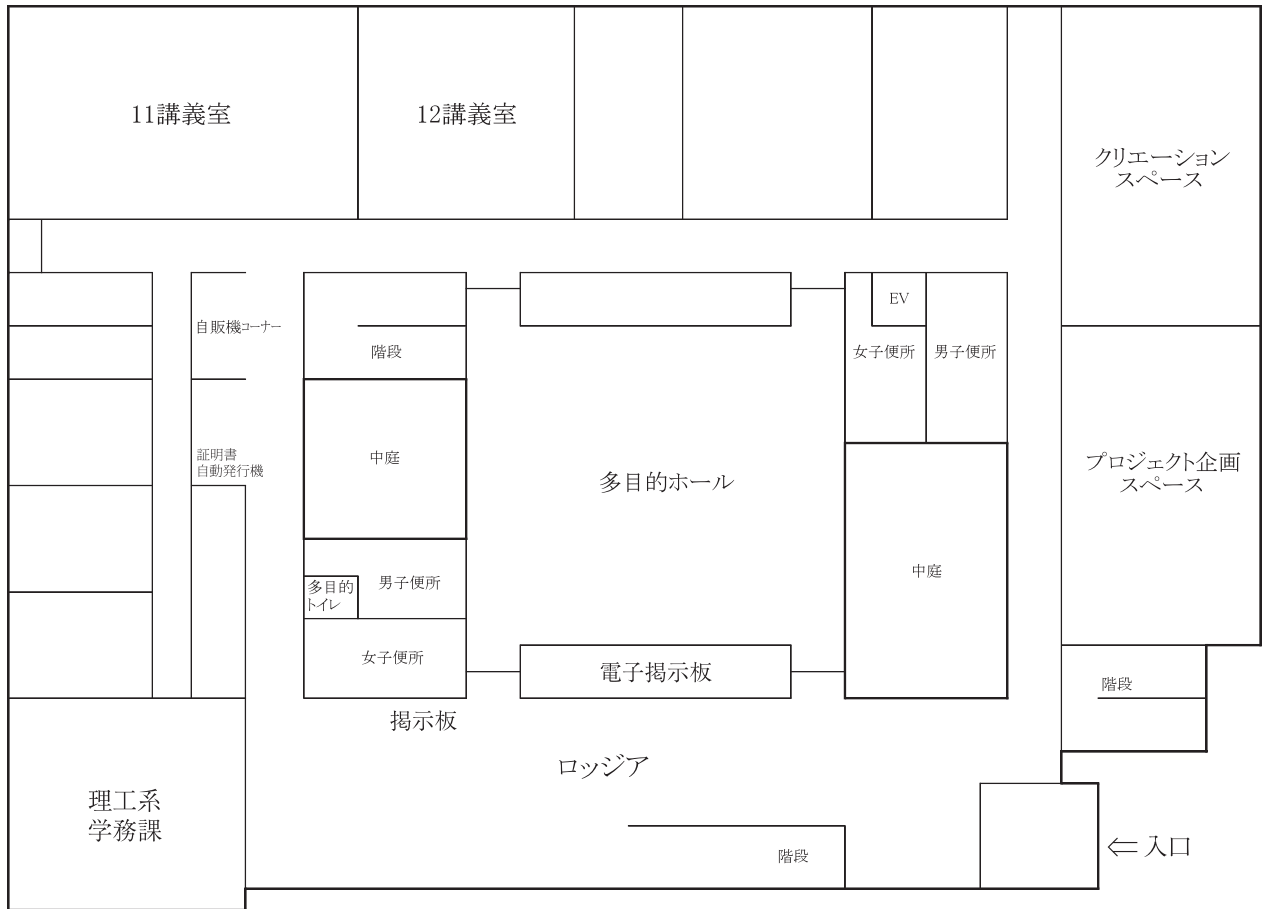 11講義室
12講義室
クリエーション
スペース
EV
自販機コーナー
階段
女子便所
男子便所
証明書
自動発行機
中庭
多目的ホール
プロジェクト企画
スペース
中庭
多目的
トイレ
男子便所
女子便所
電子掲示板
階段
掲示板
ロッジア
理工系
学務課
階段
⇐ 入口